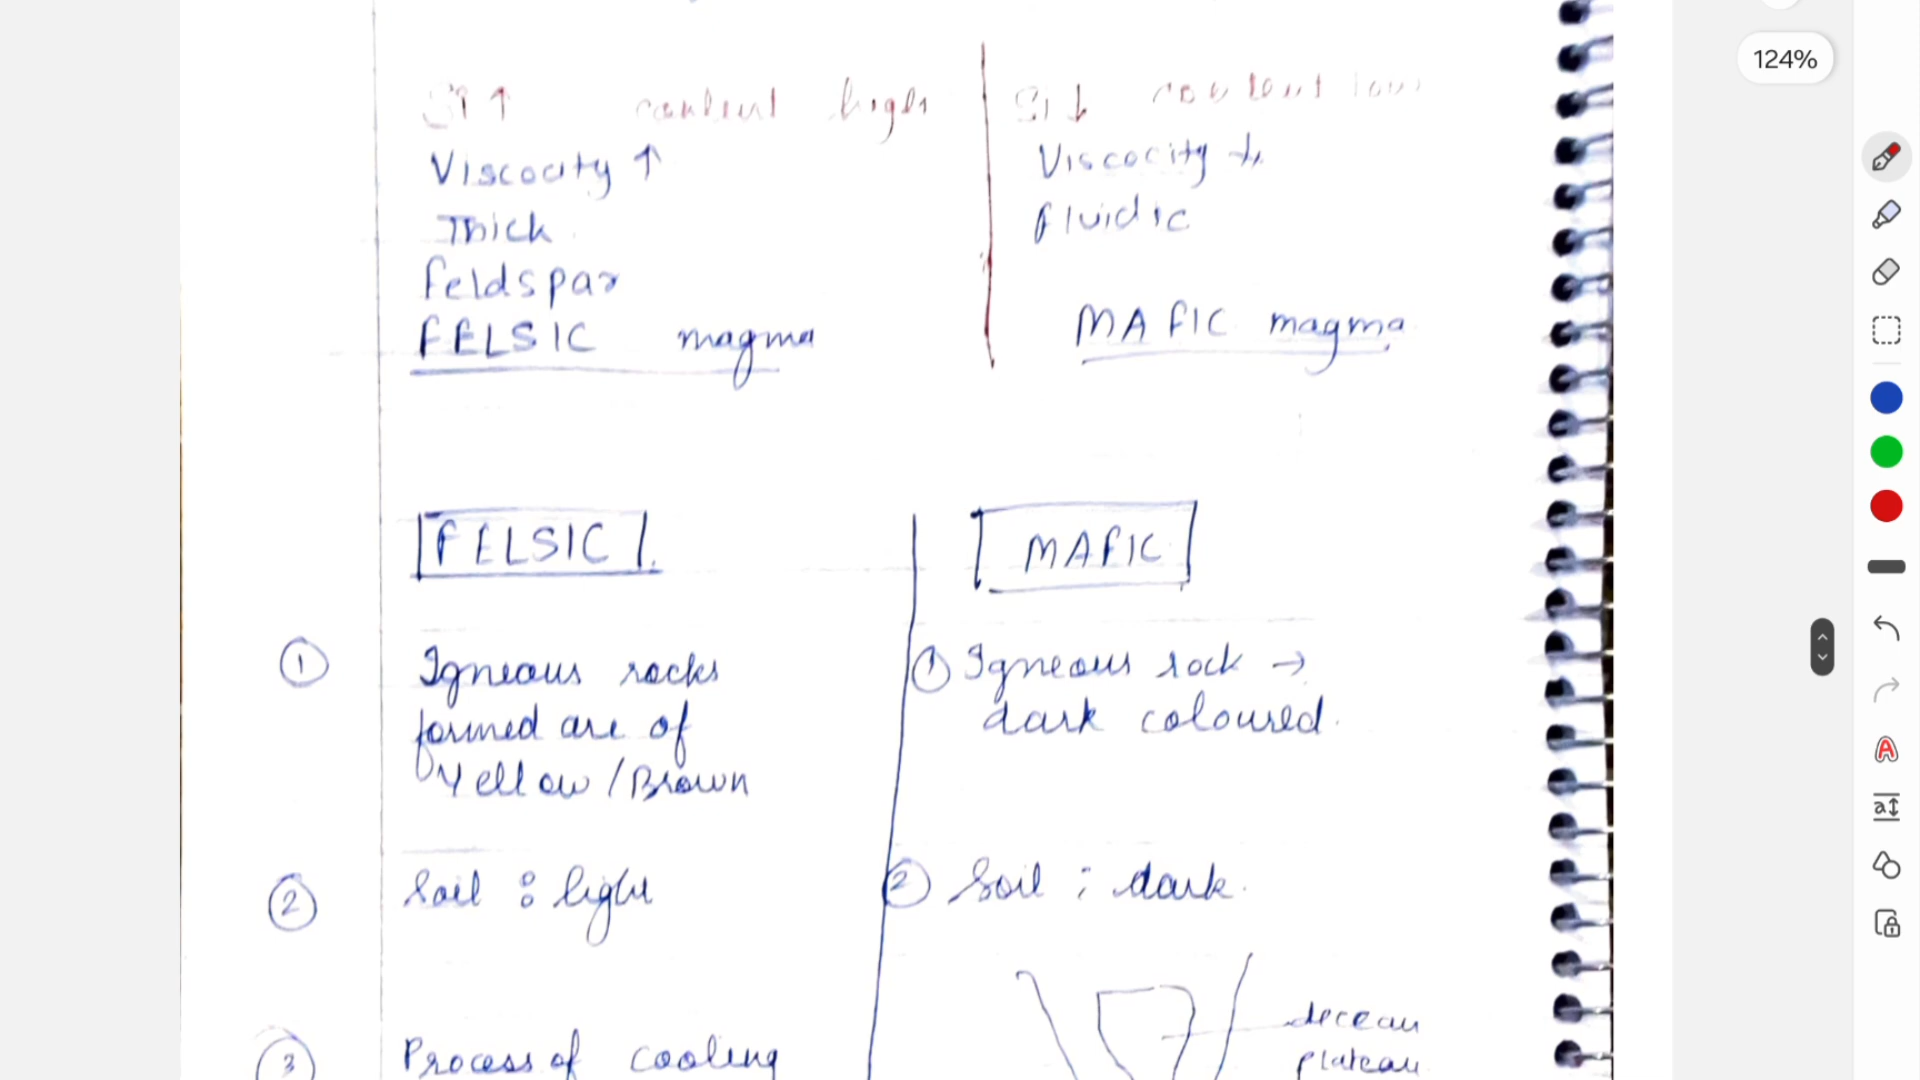 124%
Si ↑ content high
Si ↓ content low
Viscocity ↑
Viscocity ↓
Thick
fluidic
feldspar
FELSIC magma
MAFIC magma
FELSIC
MAFIC
① Igneous rocks
formed are of
Yellow/Brown
① Igneous rock →
dark coloured.
② Soil : light
② Soil : dark.
③ Process of cooling
deccan
plateau